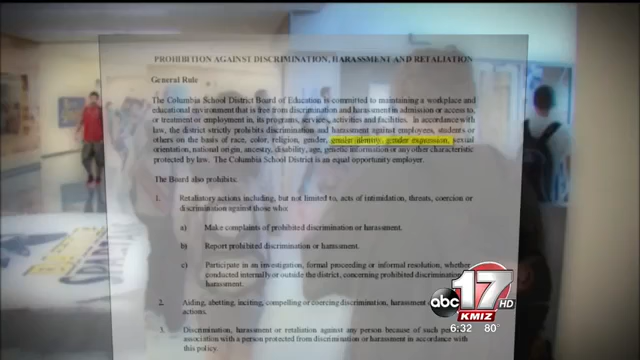 PROHIBITION AGAINST DISCRIMINATION, HARASSMENT AND RETALIATION
General Rule
The Columbia School District Board of Education is committed to maintaining a workplace and
educational environment that is free from discrimination and harassment in admission or access to,
or treatment or employment in, its programs, services, activities and facilities. In accordance with
law, the district strictly prohibits discrimination and harassment against employees, students or
others on the basis of race, color, religion, gender, gender identity, gender expression, sexual
orientation, national origin, ancestry, disability, age, genetic information or any other characteristic
protected by law. The Columbia School District is an equal opportunity employer.
The Board also prohibits:
1. Retaliatory actions including, but not limited to, acts of intimidation, threats, coercion or
discrimination against those who:
a) Make complaints of prohibited discrimination or harassment.
b) Report prohibited discrimination or harassment.
c) Participate in an investigation, formal proceeding or informal resolution, whether
conducted internally or outside the district, concerning prohibited discrimination
harassment.
2. Aiding, abetting, inciting, compelling or coercing discrimination, harassment
actions.
3. Discrimination, harassment or retaliation against any person because of such
association with a person protected from discrimination or harassment in accordance with
this policy.
abc 17 HD
KMIZ
6:32 80°